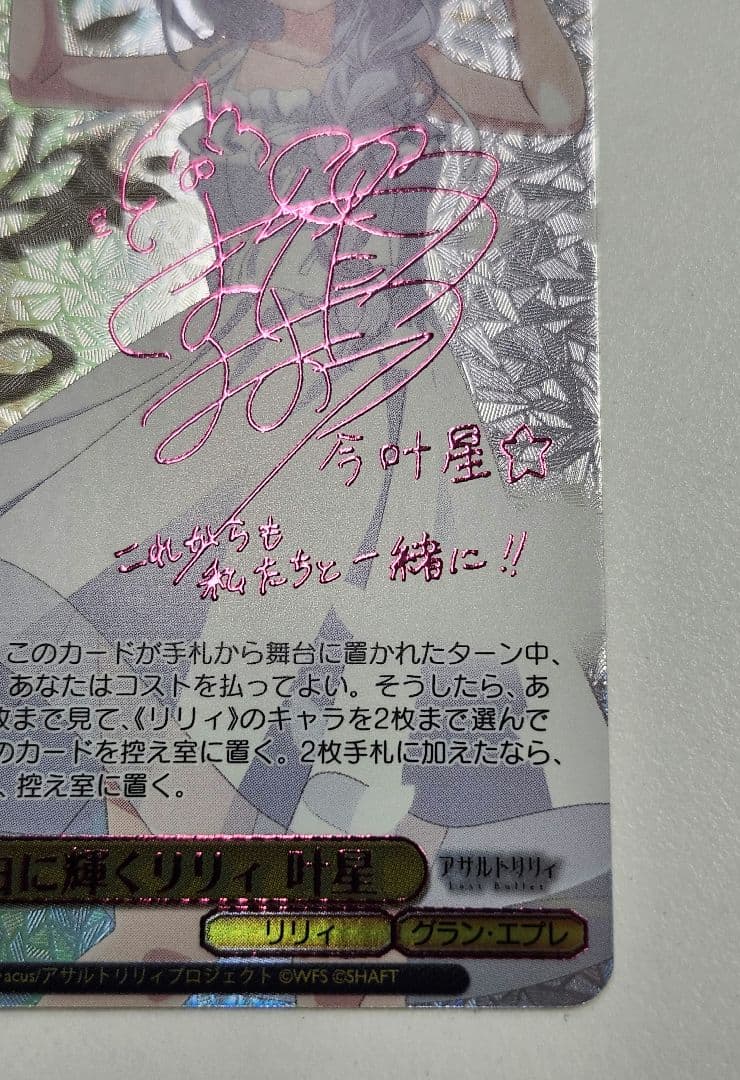 今叶星☆
これからも
私たちと一緒に!!
このカードが手札から舞台に置かれたターン中、
あなたはコストを払ってよい。そうしたら、あ
枚まで見て、《リリィ》のキャラを2枚まで選んで
のカードを控え室に置く。2枚手札に加えたなら、
、控え室に置く。
に輝くリリィ 叶星
アサルトリリィ
Last Bullet
リリィ
グラン・エプレ
acus/アサルトリリィプロジェクト ©WFS ©SHAFT